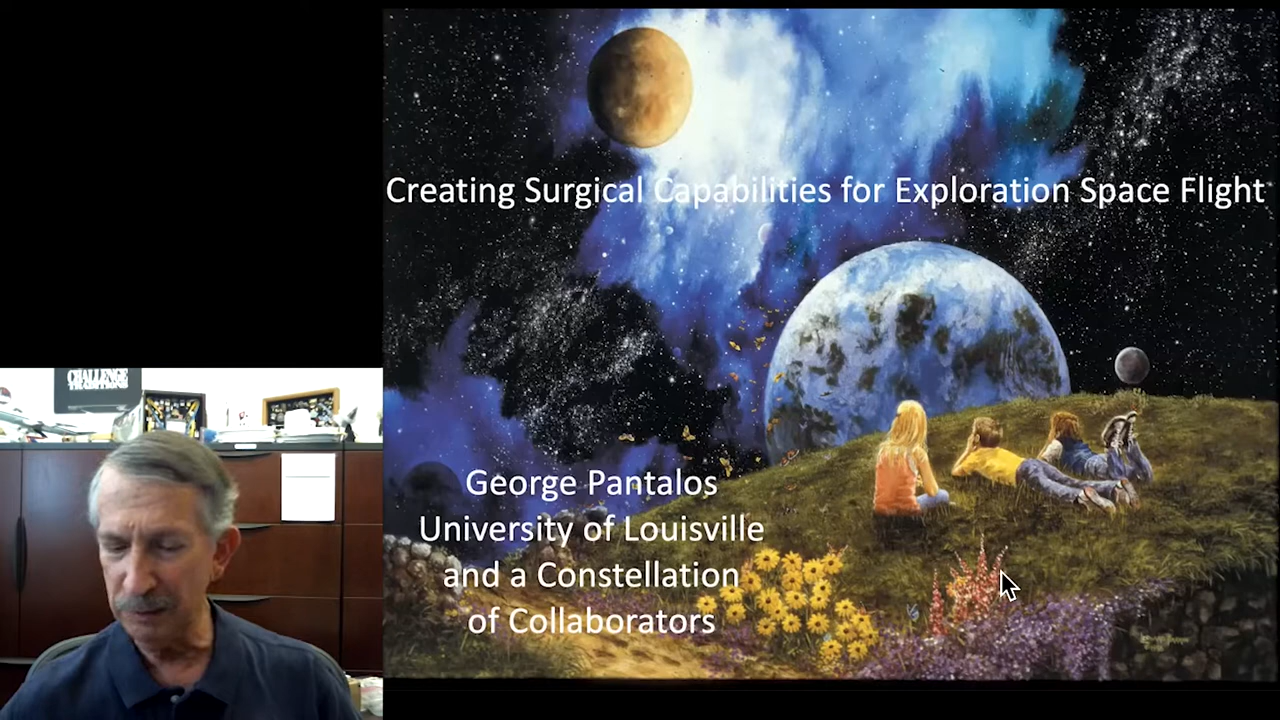 Creating Surgical Capabilities for Exploration Space Flight
CHALLENGE
George Pantalos
University of Louisville
and a Constellation
of Collaborators